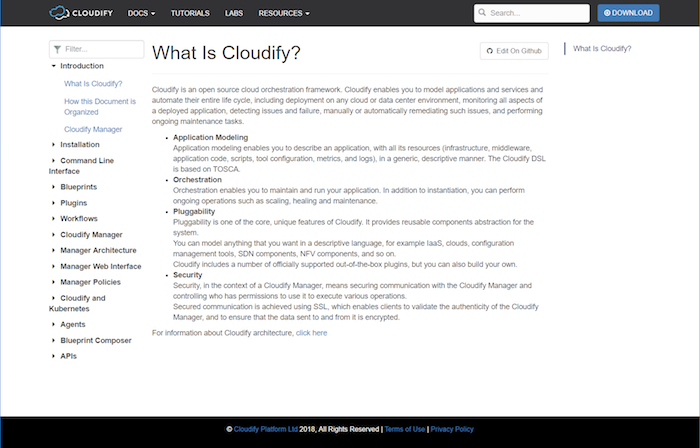 CLOUDIFY
DOCS
TUTORIALS
LABS
RESOURCES
Search...
DOWNLOAD
Filter...
Introduction
What Is Cloudify?
How this Document is
Organized
Cloudify Manager
Installation
Command Line
Interface
Blueprints
Plugins
Workflows
Cloudify Manager
Manager Architecture
Manager Web Interface
Manager Policies
Cloudify and
Kubernetes
Agents
Blueprint Composer
APIs
What Is Cloudify?
Edit On Github
Cloudify is an open source cloud orchestration framework. Cloudify enables you to model applications and services and
automate their entire life cycle, including deployment on any cloud or data center environment, monitoring all aspects
of a deployed application, detecting issues and failure, manually or automatically remediating such issues, and performing
ongoing maintenance tasks.
• Application Modeling
Application modeling enables you to describe an application, with all its resources (infrastructure, middleware,
application code, scripts, tool configuration, metrics, and logs), in a generic, descriptive manner. The Cloudify DSL
is based on TOSCA.
• Orchestration
Orchestration enables you to maintain and run your application. In addition to instantiation, you can perform
ongoing operations such as scaling, healing and maintenance.
• Pluggability
Pluggability is one of the core, unique features of Cloudify. It provides reusable components abstraction for the
system.
You can model anything that you want in a descriptive language, for example IaaS, clouds, configuration
management tools, SDN components, NFV components, and so on.
Cloudify includes a number of officially supported out-of-the-box plugins, but you can also build your own.
• Security
Security, in the context of a Cloudify Manager, means securing communication with the Cloudify Manager and
controlling who has permissions to use it to execute various operations.
Secured communication is achieved using SSL, which enables clients to validate the authenticity of the Cloudify
Manager, and to ensure that the data sent to and from it is encrypted.
For information about Cloudify architecture, click here
What Is Cloudify?
© Cloudify Platform Ltd 2018, All Rights Reserved | Terms of Use | Privacy Policy